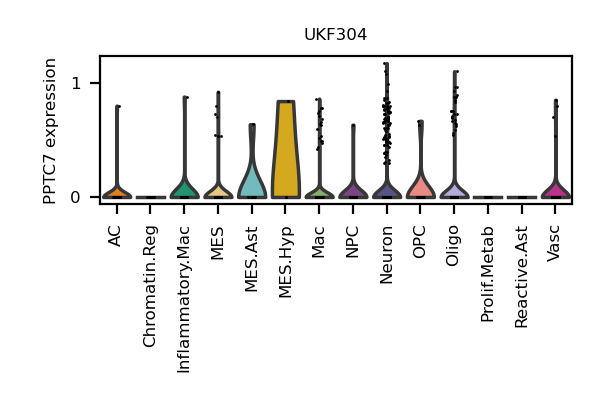 UKF304
PPTC7 expression
1
0
AC
Chromatin.Reg
Inflammatory.Mac
MES
MES.Ast
MES.Hyp
Mac
NPC
Neuron
OPC
Oligo
Prolif.Metab
Reactive.Ast
Vasc